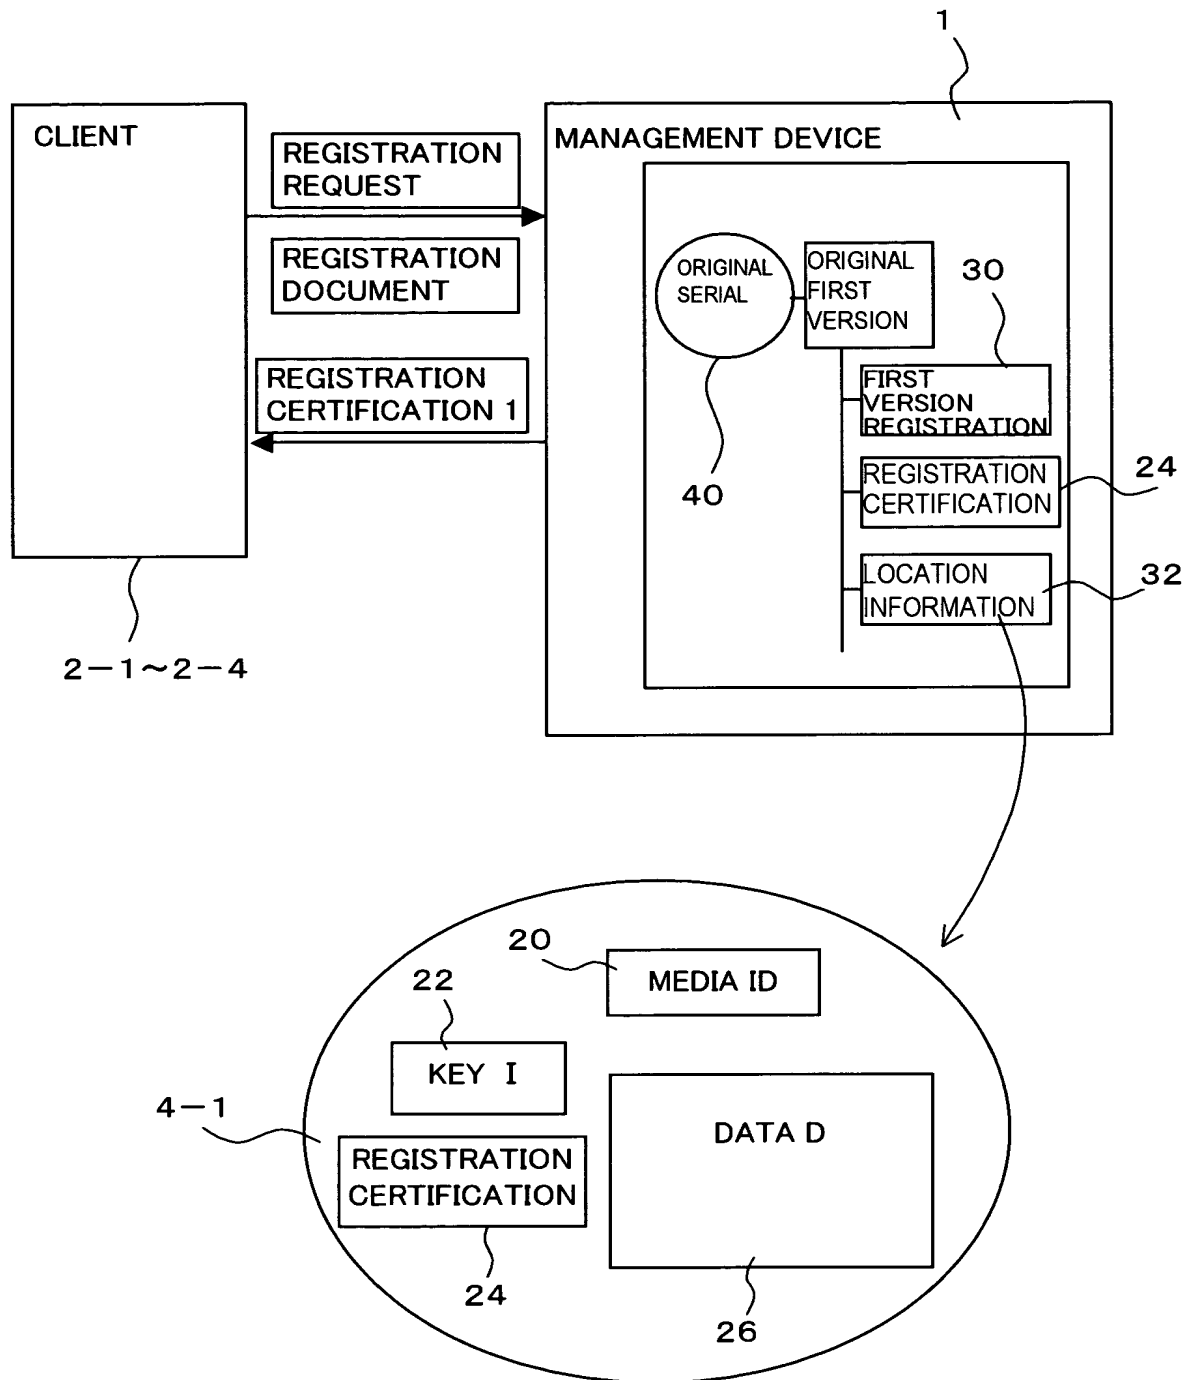 1
CLIENT
REGISTRATION
REQUEST
MANAGEMENT DEVICE
REGISTRATION
DOCUMENT
ORIGINAL
SERIAL
ORIGINAL
FIRST
VERSION
30
REGISTRATION
CERTIFICATION 1
FIRST
VERSION
REGISTRATION
40
REGISTRATION
CERTIFICATION
24
LOCATION
INFORMATION
32
2-1~2-4
20
MEDIA ID
22
KEY I
4-1
DATA D
REGISTRATION
CERTIFICATION
24
26